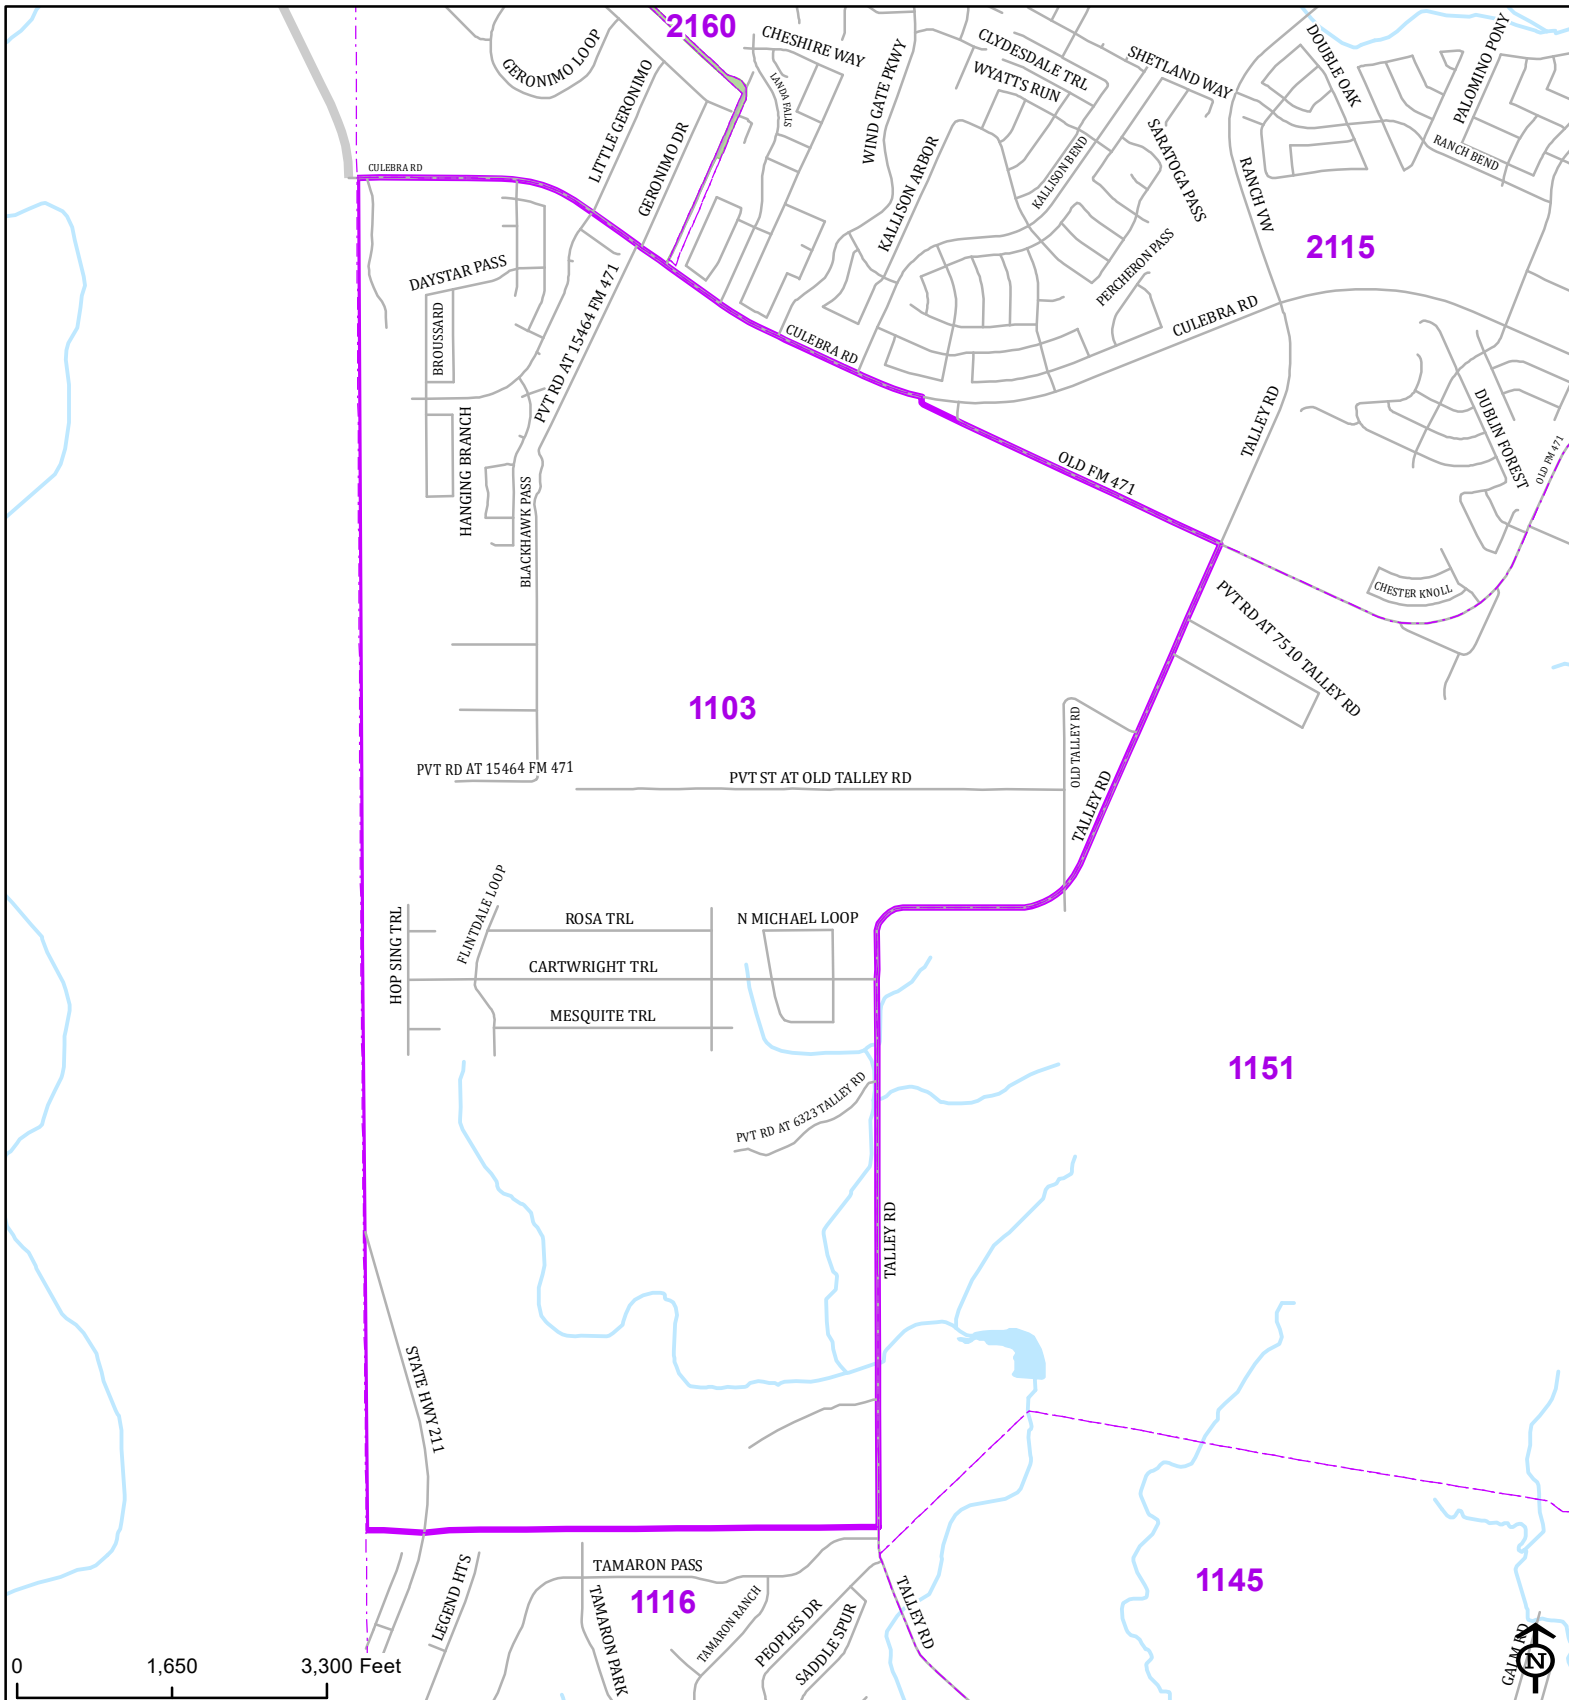 2160
CHESHIRE WAY
CLYDESDALE TRL
SHETLAND WAY
DOUBLE OAK
PALOMINO PONY
GERONIMO LOOP
LITTLE GERONIMO
LANDA FALLS
WIND GATE PKWY
WYATTS RUN
GERONIMO DR
KALLISON ARBOR
KALLISON BEND
SARATOGA PASS
RANCH VW
RANCH BEND
CULEBRA RD
2115
DAYSTAR PASS
PERCHERON PASS
BROUSSARD
PVT RD AT 15464 FM 471
CULEBRA RD
CULEBRA RD
TALLEY RD
DUBLIN FOREST
HANGING BRANCH
OLD FM 471
OLD FM 471
BLACKHAWK PASS
CHESTER KNOLL
PVT RD AT 7510 TALLEY RD
1103
OLD TALLEY RD
PVT RD AT 15464 FM 471
PVT ST AT OLD TALLEY RD
TALLEY RD
FLINTDALE LOOP
ROSA TRL
N MICHAEL LOOP
HOP SING TRL
CARTWRIGHT TRL
MESQUITE TRL
1151
PVT RD AT 6323 TALLEY RD
TALLEY RD
STATE HWY 211
TAMARON PASS
LEGEND HTS
1116
1145
TAMARON PARK
TAMARON RANCH
PEOPLES DR
SADDLE SPUR
TALLEY RD
GALM RD
N
0 1,650 3,300 Feet